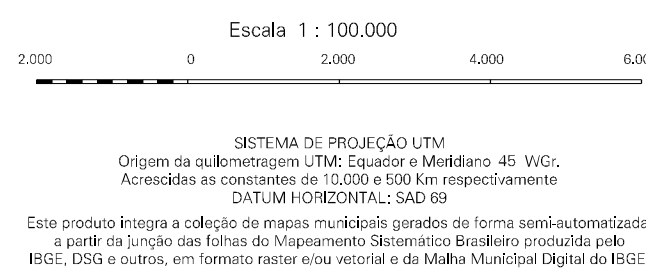 Escala 1 : 100.000
2.000 0 2.000 4.000 6.00
SISTEMA DE PROJEÇÃO UTM
Origem da quilometragem UTM: Equador e Meridiano 45 WGr.
Acrescidas as constantes de 10.000 e 500 Km respectivamente
DATUM HORIZONTAL: SAD 69
Este produto integra a coleção de mapas municipais gerados de forma semi-automatizada
a partir da junção das folhas do Mapeamento Sistemático Brasileiro produzida pelo
IBGE, DSG e outros, em formato raster e/ou vetorial e da Malha Municipal Digital do IBGE